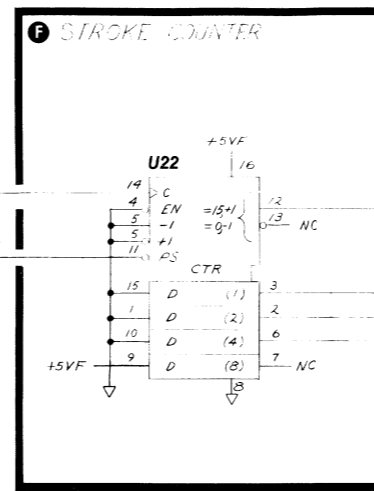 F STROKE COUNTER
+5VF
U22
16
14 C
4 EN =15,+1 12
5 -1 =0,-1 13 NC
5 +1
11 PS
CTR
15 D (1) 3
1 D (2) 2
10 D (4) 6
+5VF 9 D (8) 7 NC
8